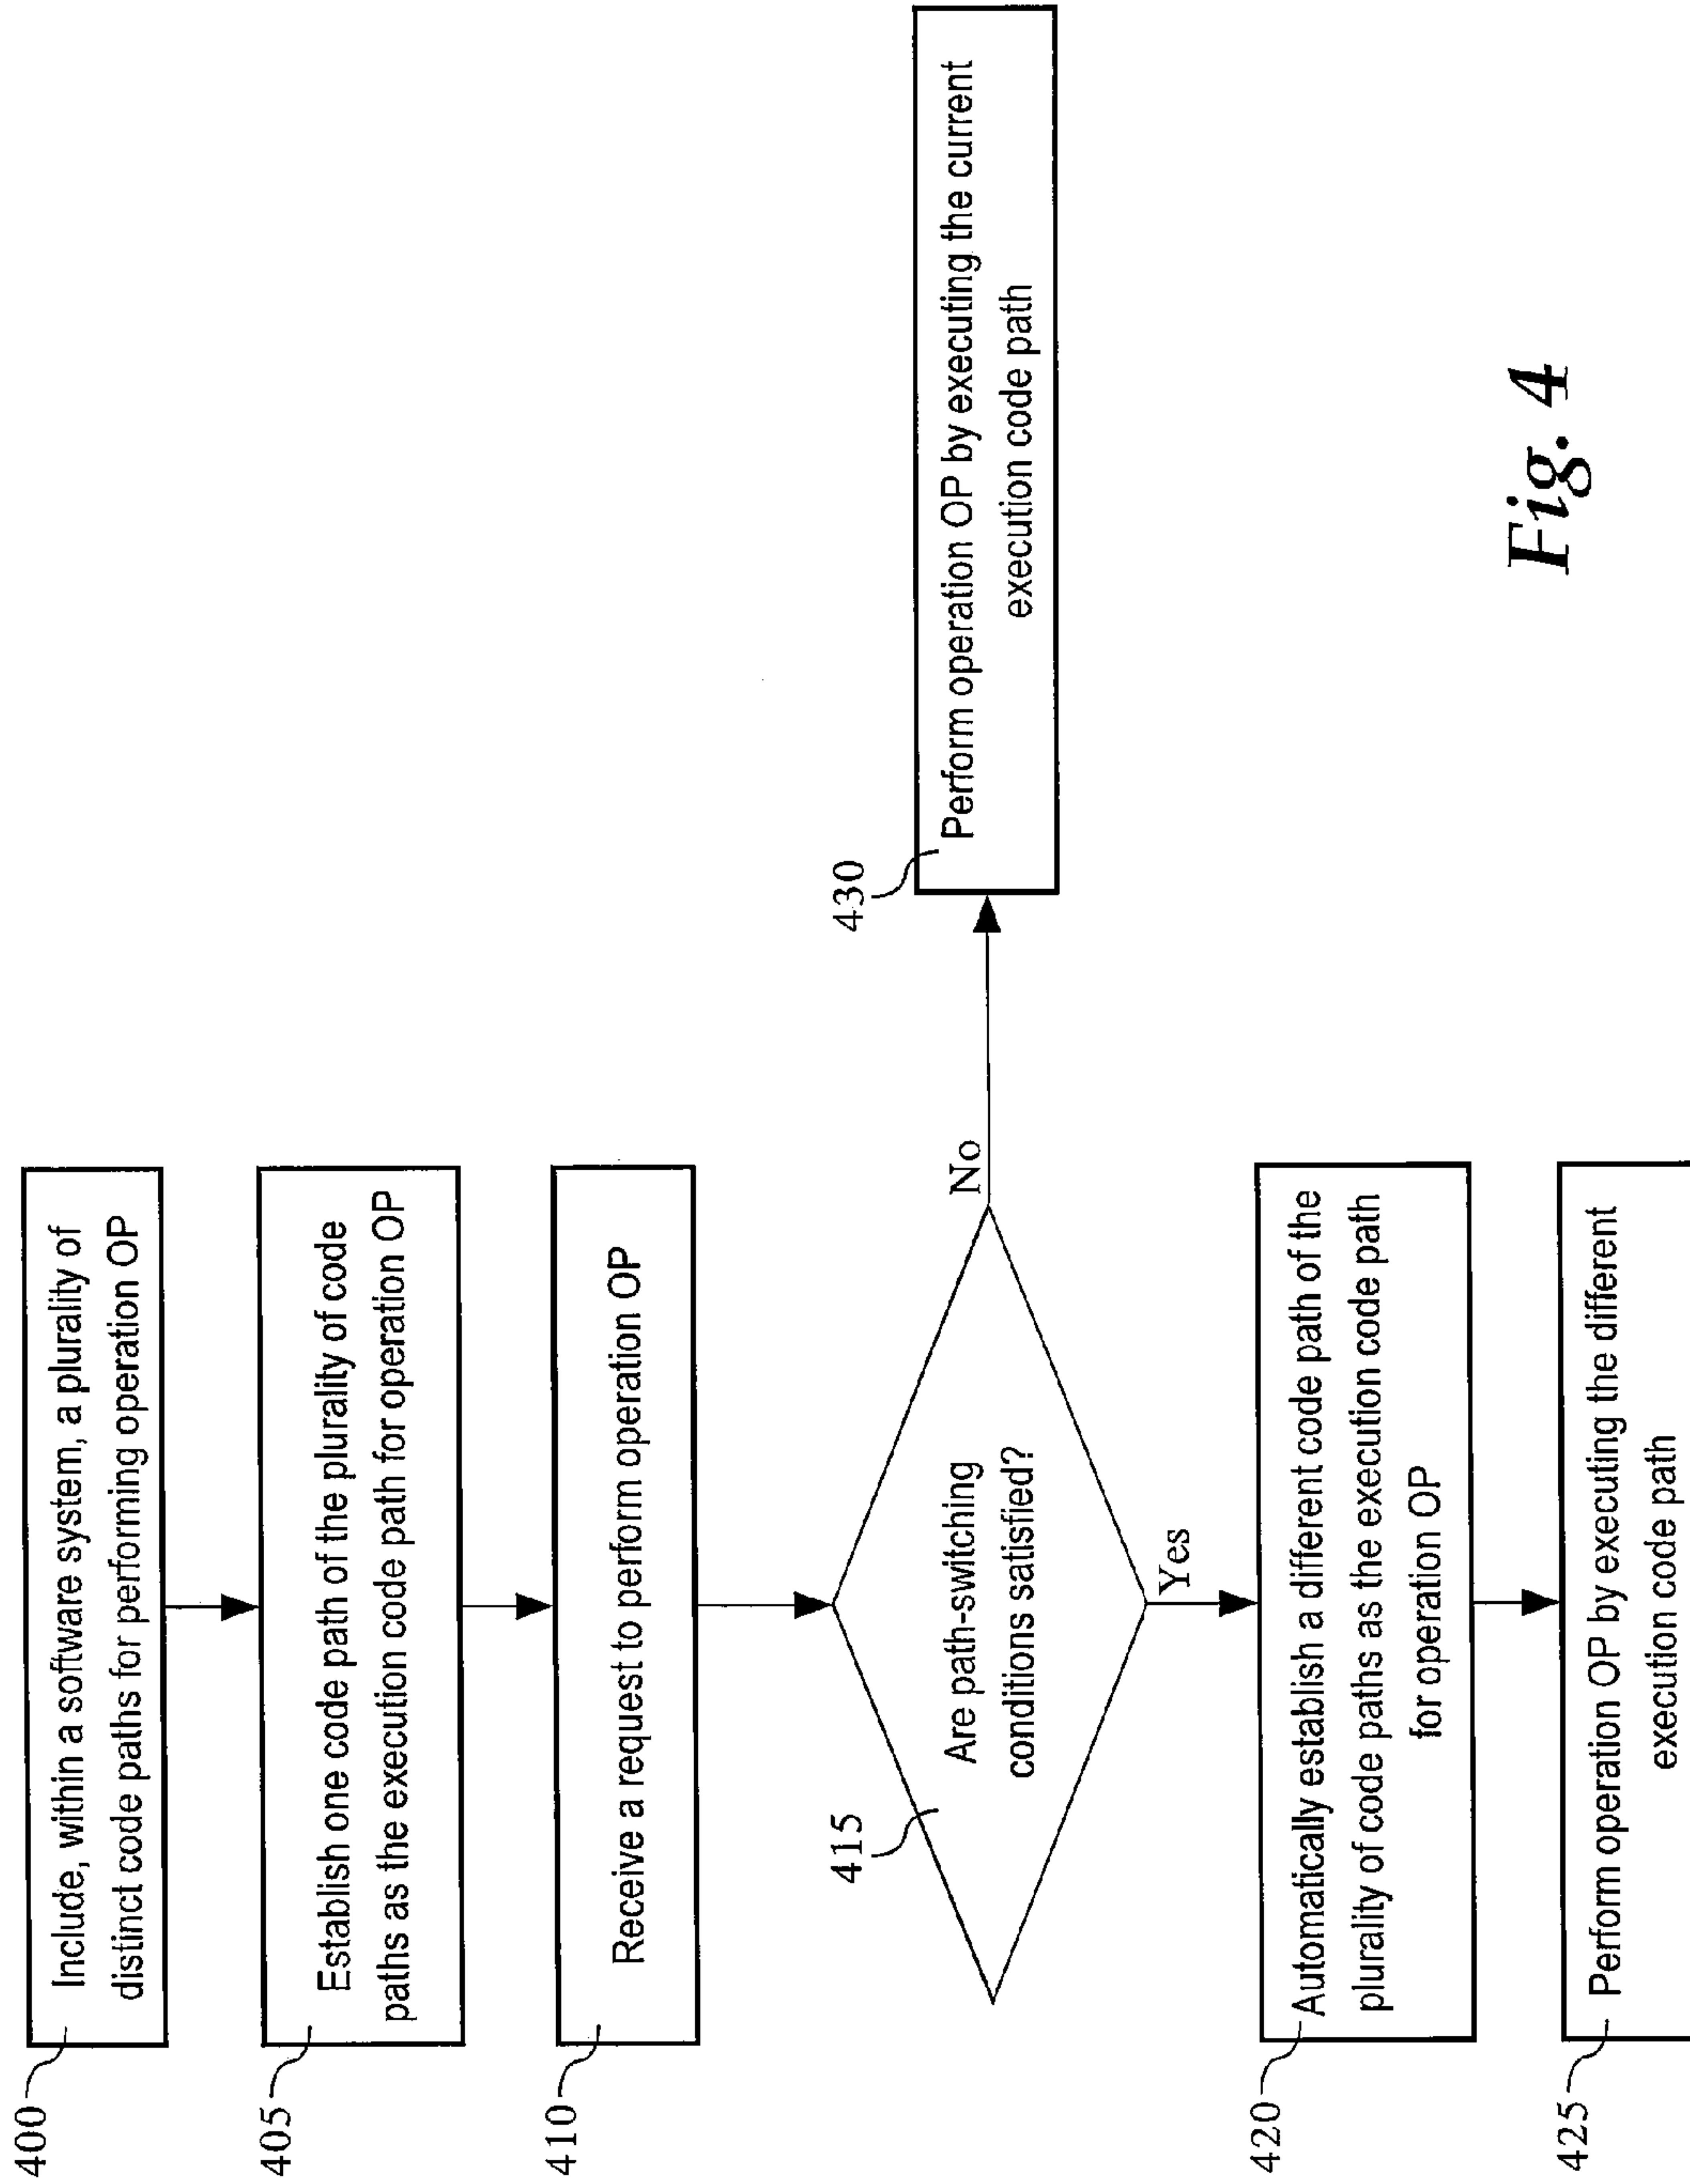 400
Include, within a software system, a plurality of
distinct code paths for performing operation OP
405
Establish one code path of the plurality of code
paths as the execution code path for operation OP
410
Receive a request to perform operation OP
415
Are path-switching
conditions satisfied?
No
430
Perform operation OP by executing the current
execution code path
Yes
420
Automatically establish a different code path of the
plurality of code paths as the execution code path
for operation OP
425
Perform operation OP by executing the different
execution code path
Fig. 4